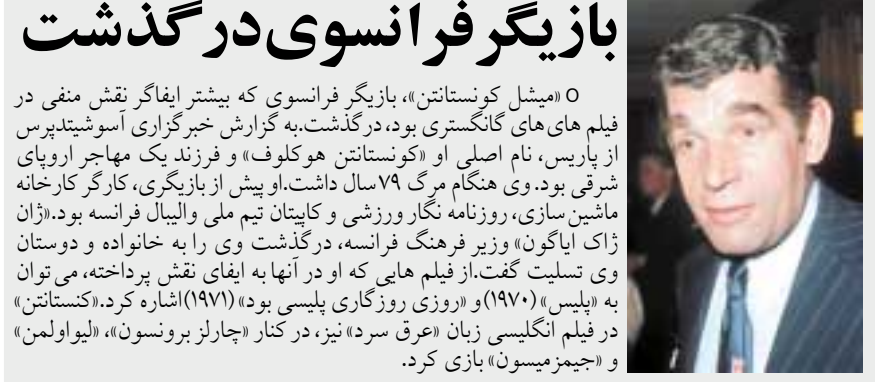 بازیگر فرانسوی درگذشت
o «میشل کونستانتن»، بازیگر فرانسوی که بیشتر ایفاگر نقش منفی در
فیلم های‌های گانگستری بود، درگذشت.به گزارش خبرگزاری آسوشیتدپرس
از پاریس، نام اصلی او «کونستانتن هوکلوف» و فرزند یک مهاجر اروپای
شرقی بود. وی هنگام مرگ ۷۹ سال داشت.او پیش از بازیگری، کارگر کارخانه
ماشین سازی، روزنامه نگار ورزشی و کاپیتان تیم ملی والیبال فرانسه بود.«ژان
ژاک ایاگون» وزیر فرهنگ فرانسه، درگذشت وی را به خانواده و دوستان
وی تسلیت گفت.از فیلم هایی که او در آنها به ایفای نقش پرداخته، می توان
به «پلیس» (۱۹۷۰) و «روزی روزگاری پلیسی بود» (۱۹۷۱) اشاره کرد.«کنستانتن»
در فیلم انگلیسی زبان «عرق سرد» نیز، در کنار «چارلز برونسون»، «لیواولمن»
و «جیمزمیسون» بازی کرد.